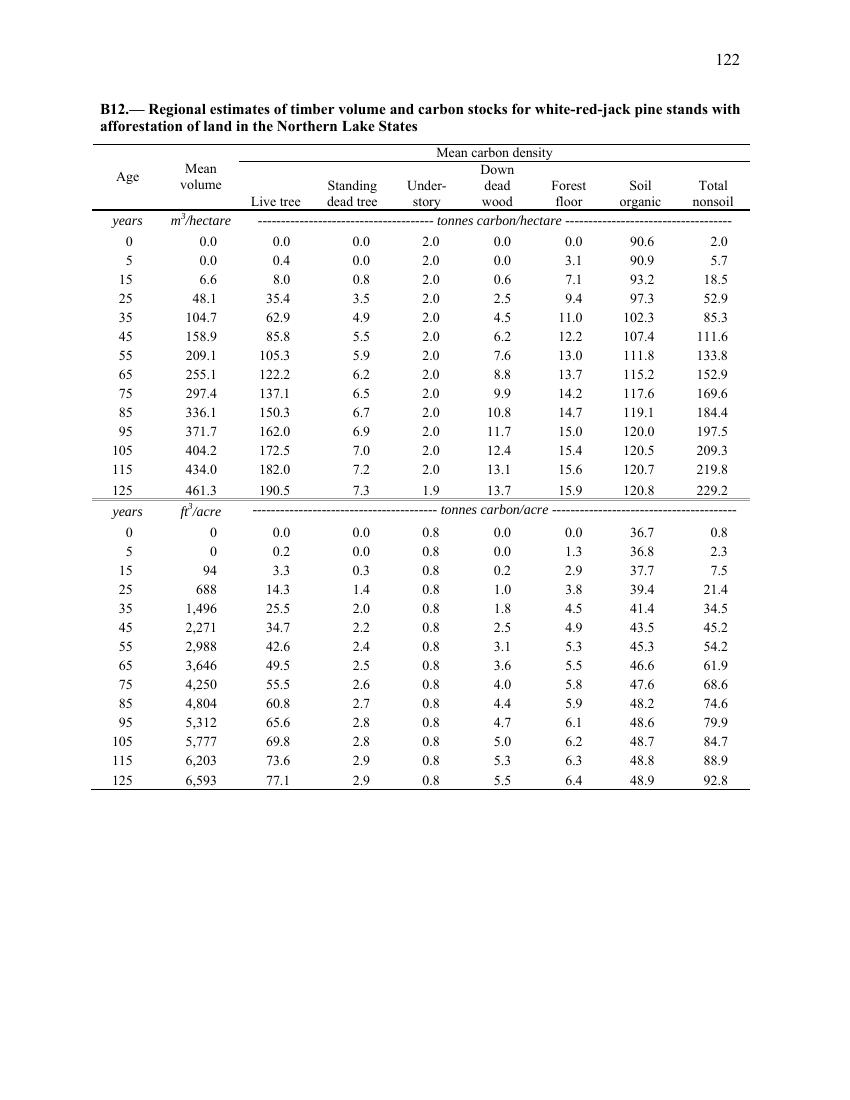 122
B12.— Regional estimates of timber volume and carbon stocks for white-red-jack pine stands with
afforestation of land in the Northern Lake States
Mean carbon density
Age Mean volume Live tree Standing dead tree Under-story Down dead wood Forest floor Soil organic Total nonsoil
years m³/hectare ------------------------------------- tonnes carbon/hectare ------------------------------------
0 0.0 0.0 0.0 2.0 0.0 0.0 90.6 2.0
5 0.0 0.4 0.0 2.0 0.0 3.1 90.9 5.7
15 6.6 8.0 0.8 2.0 0.6 7.1 93.2 18.5
25 48.1 35.4 3.5 2.0 2.5 9.4 97.3 52.9
35 104.7 62.9 4.9 2.0 4.5 11.0 102.3 85.3
45 158.9 85.8 5.5 2.0 6.2 12.2 107.4 111.6
55 209.1 105.3 5.9 2.0 7.6 13.0 111.8 133.8
65 255.1 122.2 6.2 2.0 8.8 13.7 115.2 152.9
75 297.4 137.1 6.5 2.0 9.9 14.2 117.6 169.6
85 336.1 150.3 6.7 2.0 10.8 14.7 119.1 184.4
95 371.7 162.0 6.9 2.0 11.7 15.0 120.0 197.5
105 404.2 172.5 7.0 2.0 12.4 15.4 120.5 209.3
115 434.0 182.0 7.2 2.0 13.1 15.6 120.7 219.8
125 461.3 190.5 7.3 1.9 13.7 15.9 120.8 229.2
years ft³/acre --------------------------------------- tonnes carbon/acre ---------------------------------------
0 0 0.0 0.0 0.8 0.0 0.0 36.7 0.8
5 0 0.2 0.0 0.8 0.0 1.3 36.8 2.3
15 94 3.3 0.3 0.8 0.2 2.9 37.7 7.5
25 688 14.3 1.4 0.8 1.0 3.8 39.4 21.4
35 1,496 25.5 2.0 0.8 1.8 4.5 41.4 34.5
45 2,271 34.7 2.2 0.8 2.5 4.9 43.5 45.2
55 2,988 42.6 2.4 0.8 3.1 5.3 45.3 54.2
65 3,646 49.5 2.5 0.8 3.6 5.5 46.6 61.9
75 4,250 55.5 2.6 0.8 4.0 5.8 47.6 68.6
85 4,804 60.8 2.7 0.8 4.4 5.9 48.2 74.6
95 5,312 65.6 2.8 0.8 4.7 6.1 48.6 79.9
105 5,777 69.8 2.8 0.8 5.0 6.2 48.7 84.7
115 6,203 73.6 2.9 0.8 5.3 6.3 48.8 88.9
125 6,593 77.1 2.9 0.8 5.5 6.4 48.9 92.8